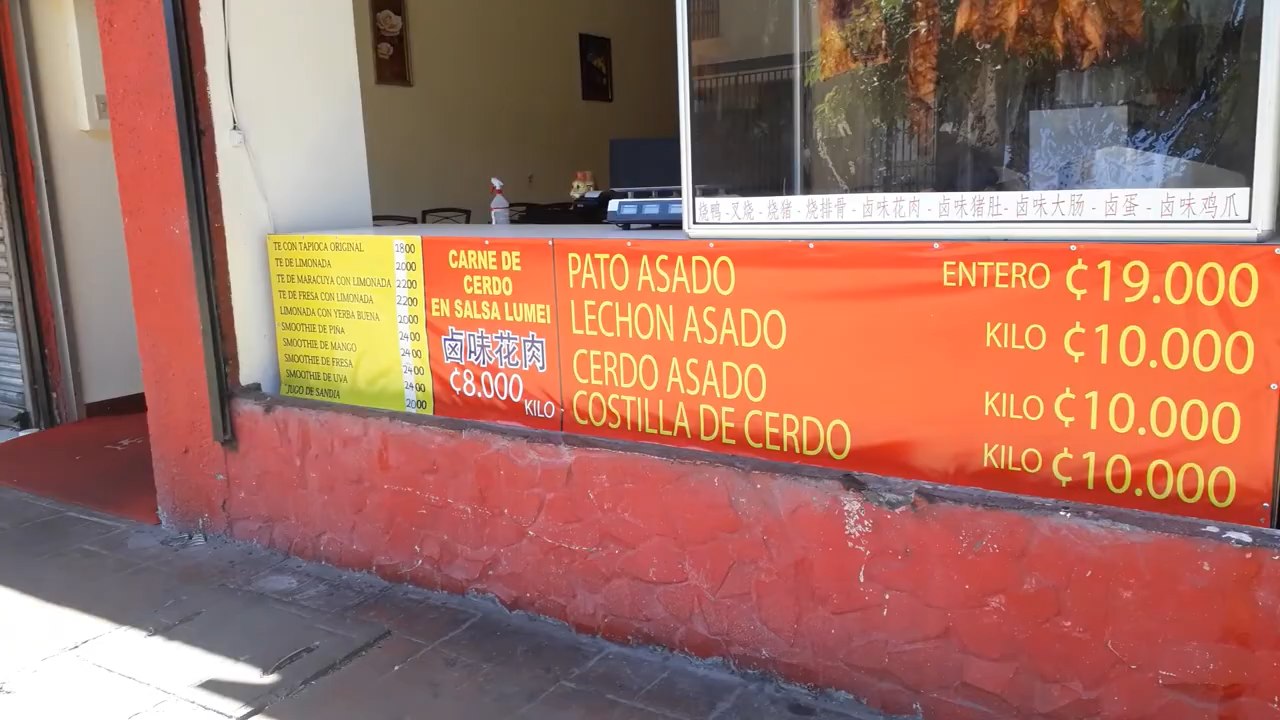 烧鸭 - 叉烧 - 烧猪 - 烧排骨 - 卤味花肉 - 卤味猪肚 - 卤味大肠 - 卤蛋 - 卤味鸡爪
TE CON TAPIOCA ORIGINAL 1800
TE DE LIMONADA 2000
TE DE MARACUYA CON LIMONADA 2200
TE DE FRESA CON LIMONADA 2200
LIMONADA CON YERBA BUENA 2000
SMOOTHIE DE PIÑA 2400
SMOOTHIE DE MANGO 2400
SMOOTHIE DE FRESA 2400
SMOOTHIE DE UVA 2400
JUGO DE SANDIA 2000
CARNE DE
CERDO
EN SALSA LUMEI
卤味花肉
₵8.000
KILO
PATO ASADO ENTERO ₵19.000
LECHON ASADO KILO ₵10.000
CERDO ASADO KILO ₵10.000
COSTILLA DE CERDO KILO ₵10.000